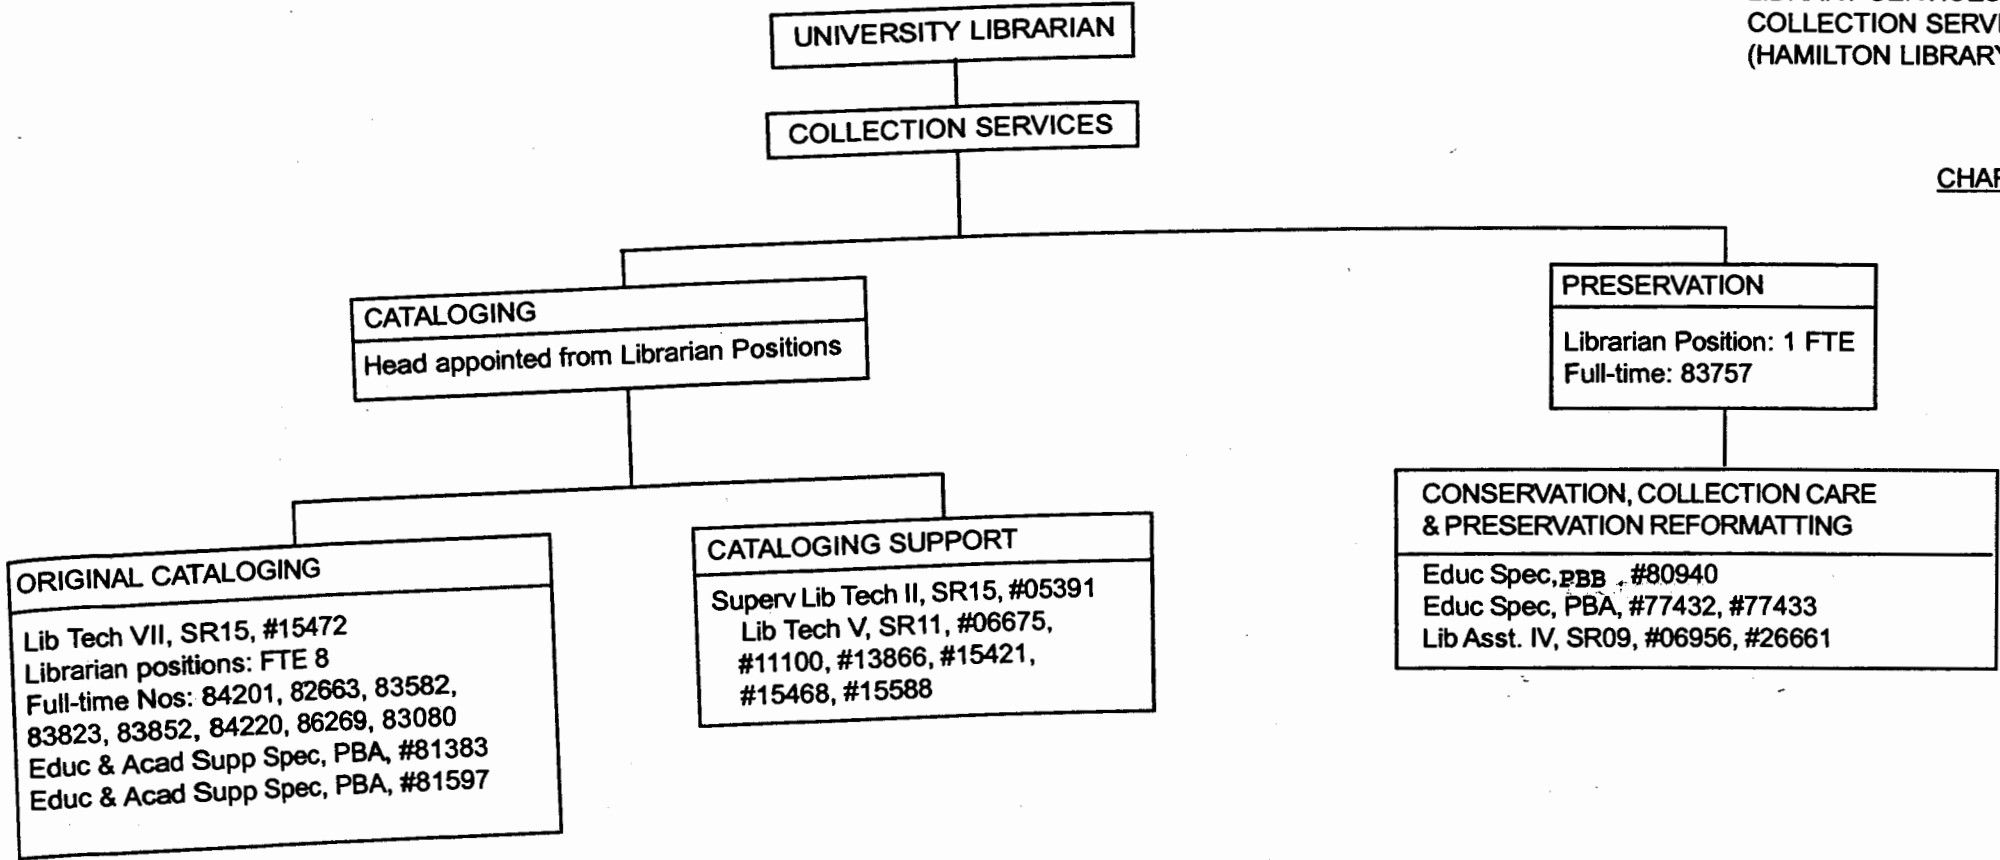 COLLECTION SERVI
(HAMILTON LIBRARY
UNIVERSITY LIBRARIAN
COLLECTION SERVICES
CATALOGING
Head appointed from Librarian Positions
PRESERVATION
Librarian Position: 1 FTE
Full-time: 83757
ORIGINAL CATALOGING
Lib Tech VII, SR15, #15472
Librarian positions: FTE 8
Full-time Nos: 84201, 82663, 83582,
83823, 83852, 84220, 86269, 83080
Educ & Acad Supp Spec, PBA, #81383
Educ & Acad Supp Spec, PBA, #81597
CATALOGING SUPPORT
Superv Lib Tech II, SR15, #05391
Lib Tech V, SR11, #06675,
#11100, #13866, #15421,
#15468, #15588
CONSERVATION, COLLECTION CARE
& PRESERVATION REFORMATTING
Educ Spec, PBB, #80940
Educ Spec, PBA, #77432, #77433
Lib Asst. IV, SR09, #06956, #26661